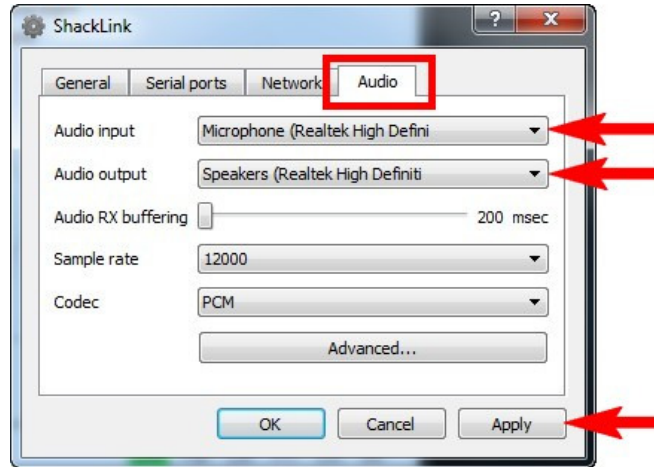 ShackLink
General Serial ports Network Audio
Audio input Microphone (Realtek High Defini
Audio output Speakers (Realtek High Definiti
Audio RX buffering 200 msec
Sample rate 12000
Codec PCM
Advanced...
OK Cancel Apply